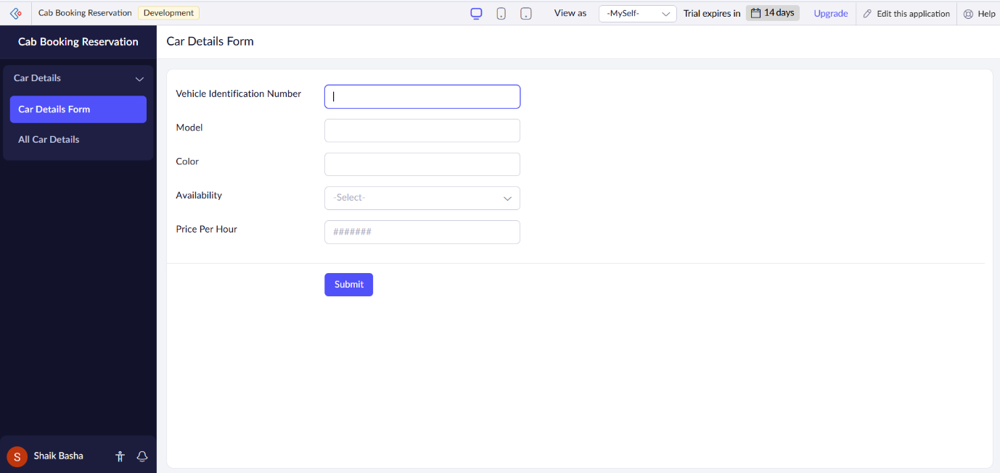 Cab Booking Reservation Development View as -MySelf- Trial expires in 14 days Upgrade Edit this application Help
Cab Booking Reservation
Car Details
Car Details Form
All Car Details
Car Details Form
Vehicle Identification Number
Model
Color
Availability -Select-
Price Per Hour #######
Submit
S Shaik Basha